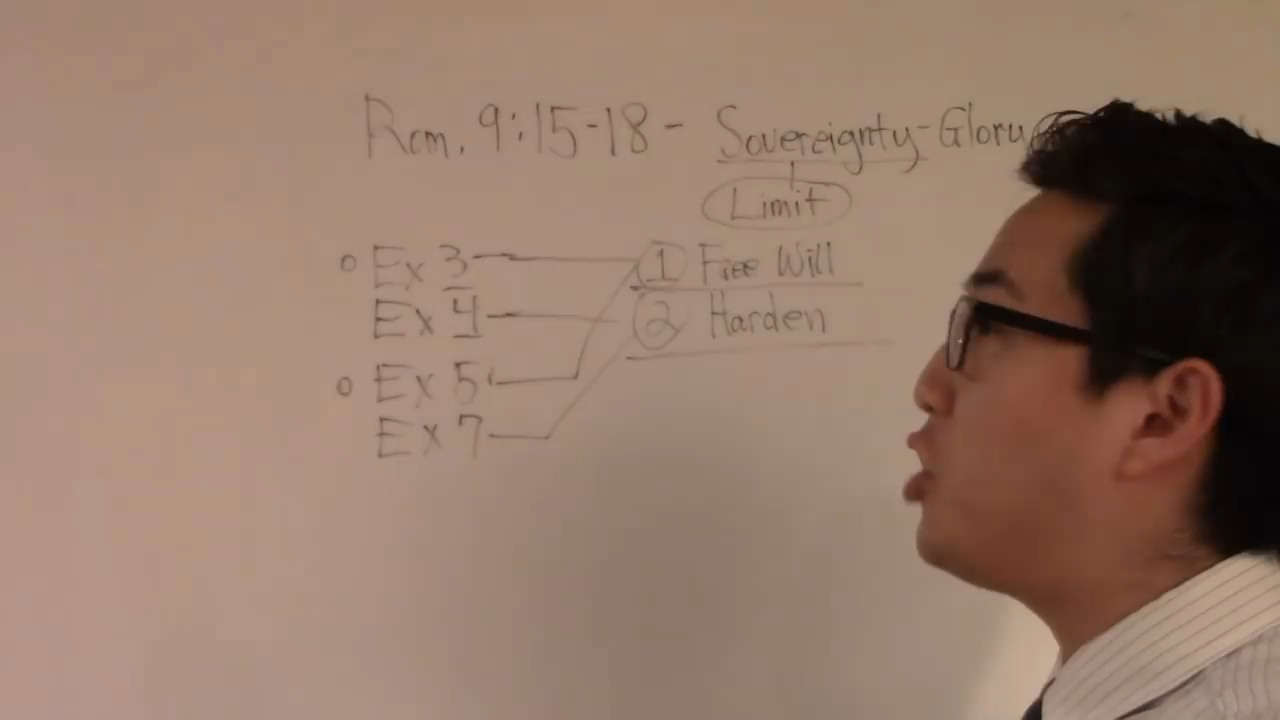 Rom. 9:15-18 - Sovereignty-Glory
Limit
Ex 3 1 Free Will
Ex 4 2 Harden
Ex 5
Ex 7